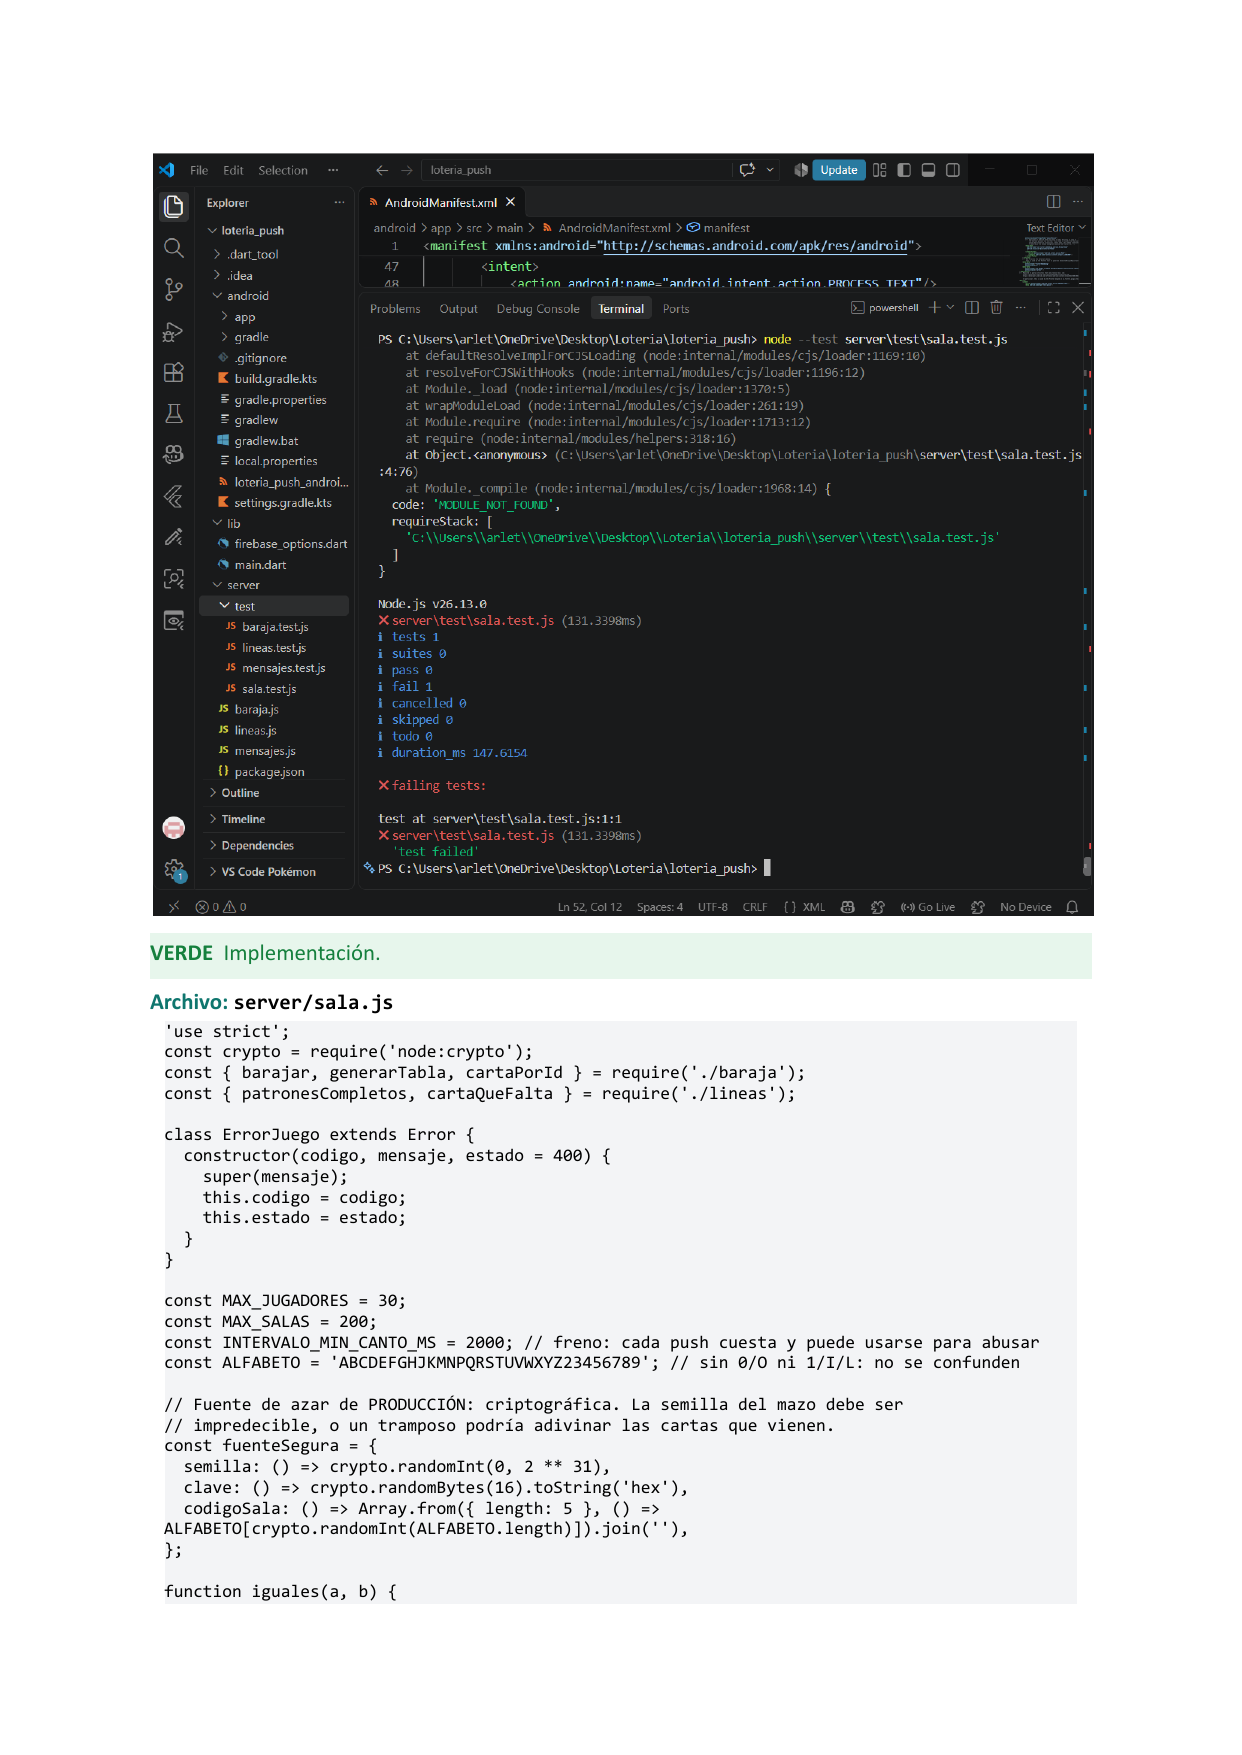 File Edit Selection ··· loteria_push Update
Explorer ···
loteria_push
.dart_tool
.idea
android
app
gradle
.gitignore
build.gradle.kts
gradle.properties
gradlew
gradlew.bat
local.properties
loteria_push_androi...
settings.gradle.kts
lib
firebase_options.dart
main.dart
server
test
baraja.test.js
lineas.test.js
mensajes.test.js
sala.test.js
baraja.js
lineas.js
mensajes.js
package.json
Outline
Timeline
Dependencies
VS Code Pokémon
AndroidManifest.xml
android > app > src > main > AndroidManifest.xml > manifest
Text Editor
1 <manifest xmlns:android="http://schemas.android.com/apk/res/android">
47 <intent>
48 <action android:name="android.intent.action.PROCESS_TEXT"/>
Problems Output Debug Console Terminal Ports powershell
PS C:\Users\arlet\OneDrive\Desktop\Loteria\loteria_push> node --test server\test\sala.test.js
at defaultResolveImplForCJSLoading (node:internal/modules/cjs/loader:1169:10)
at resolveForCJSWithHooks (node:internal/modules/cjs/loader:1196:12)
at Module._load (node:internal/modules/cjs/loader:1370:5)
at wrapModuleLoad (node:internal/modules/cjs/loader:261:19)
at Module.require (node:internal/modules/cjs/loader:1713:12)
at require (node:internal/modules/helpers:318:16)
at Object.<anonymous> (C:\Users\arlet\OneDrive\Desktop\Loteria\loteria_push\server\test\sala.test.js
:4:76)
at Module._compile (node:internal/modules/cjs/loader:1968:14) {
code: 'MODULE_NOT_FOUND',
requireStack: [
'C:\\Users\\arlet\\OneDrive\\Desktop\\Loteria\\loteria_push\\server\\test\\sala.test.js'
]
}
Node.js v26.13.0
server\test\sala.test.js (131.3398ms)
ℹ tests 1
ℹ suites 0
ℹ pass 0
ℹ fail 1
ℹ cancelled 0
ℹ skipped 0
ℹ todo 0
ℹ duration_ms 147.6154
failing tests:
test at server\test\sala.test.js:1:1
server\test\sala.test.js (131.3398ms)
'test failed'
PS C:\Users\arlet\OneDrive\Desktop\Loteria\loteria_push>
1
0 0 Ln 52, Col 12 Spaces: 4 UTF-8 CRLF { } XML Go Live No Device
VERDE Implementación.
Archivo: server/sala.js
'use strict';
const crypto = require('node:crypto');
const { barajar, generarTabla, cartaPorId } = require('./baraja');
const { patronesCompletos, cartaQueFalta } = require('./lineas');
class ErrorJuego extends Error {
constructor(codigo, mensaje, estado = 400) {
super(mensaje);
this.codigo = codigo;
this.estado = estado;
}
}
const MAX_JUGADORES = 30;
const MAX_SALAS = 200;
const INTERVALO_MIN_CANTO_MS = 2000; // freno: cada push cuesta y puede usarse para abusar
const ALFABETO = 'ABCDEFGHJKMNPQRSTUVWXYZ23456789'; // sin 0/O ni 1/I/L: no se confunden
// Fuente de azar de PRODUCCIÓN: criptográfica. La semilla del mazo debe ser
// impredecible, o un tramposo podría adivinar las cartas que vienen.
const fuenteSegura = {
semilla: () => crypto.randomInt(0, 2 ** 31),
clave: () => crypto.randomBytes(16).toString('hex'),
codigoSala: () => Array.from({ length: 5 }, () =>
ALFABETO[crypto.randomInt(ALFABETO.length)]).join(''),
};
function iguales(a, b) {